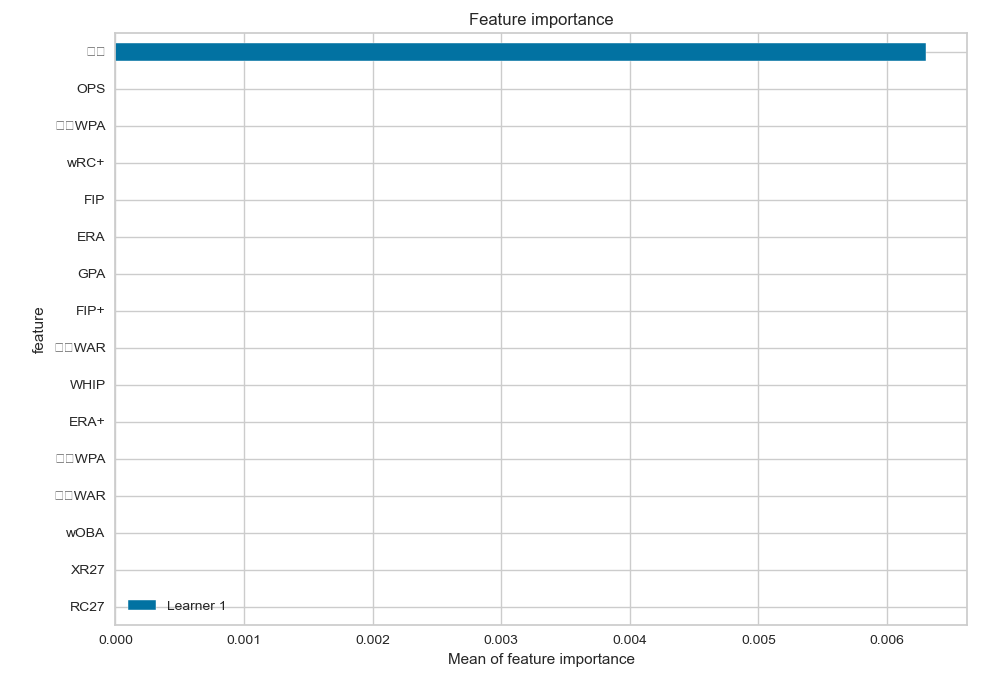 Feature importance
OPS
WPA
wRC+
FIP
ERA
GPA
FIP+
WAR
WHIP
ERA+
WPA
WAR
wOBA
XR27
RC27
feature
Learner 1
0.000 0.001 0.002 0.003 0.004 0.005 0.006
Mean of feature importance